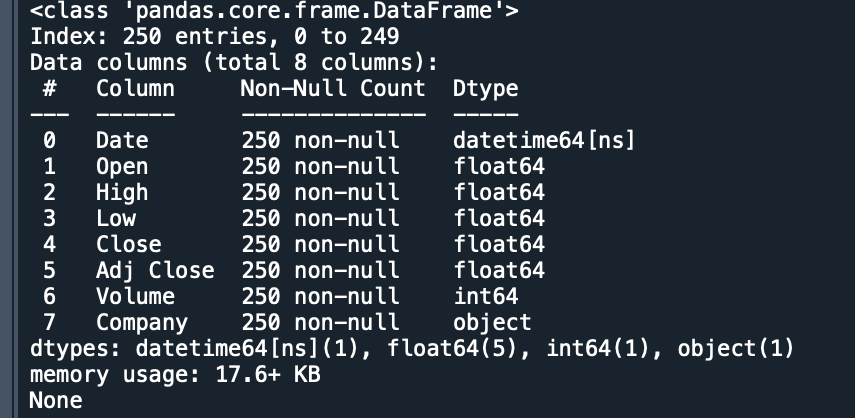 <class 'pandas.core.frame.DataFrame'>
Index: 250 entries, 0 to 249
Data columns (total 8 columns):
 #   Column     Non-Null Count  Dtype
---  ------     --------------  -----
 0   Date       250 non-null    datetime64[ns]
 1   Open       250 non-null    float64
 2   High       250 non-null    float64
 3   Low        250 non-null    float64
 4   Close      250 non-null    float64
 5   Adj Close  250 non-null    float64
 6   Volume     250 non-null    int64
 7   Company    250 non-null    object
dtypes: datetime64[ns](1), float64(5), int64(1), object(1)
memory usage: 17.6+ KB
None